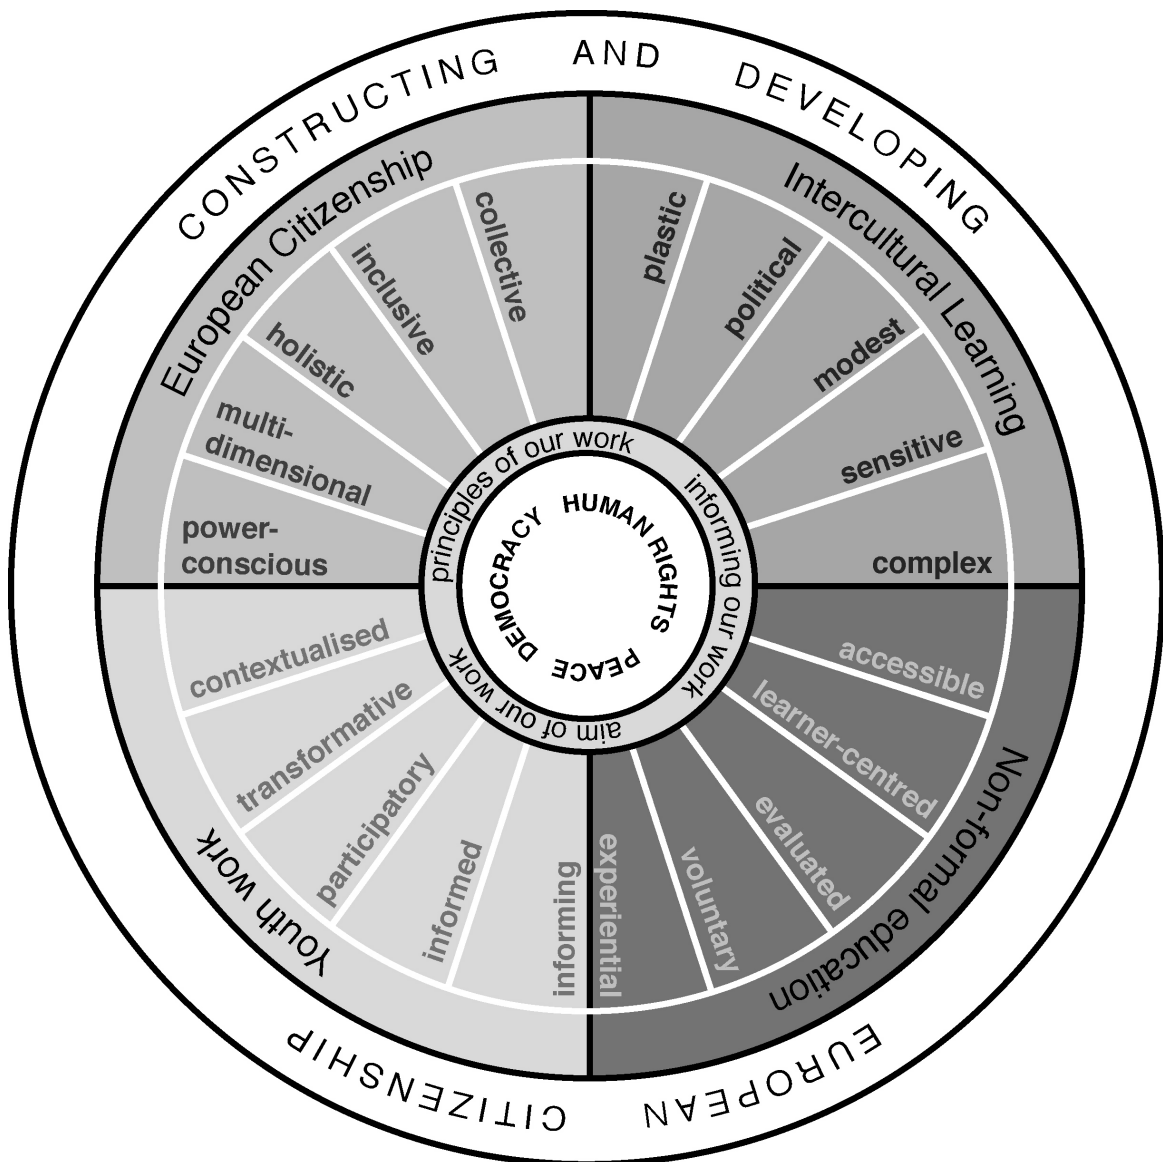 CONSTRUCTING AND DEVELOPING
EUROPEAN CITIZENSHIP
European Citizenship
collective
inclusive
holistic
multi-
dimensional
power-
conscious
Intercultural Learning
plastic
political
modest
sensitive
complex
Non-formal education
accessible
learner-centred
evaluated
voluntary
experiential
Youth work
informing
informed
participatory
transformative
contextualised
principles of our work
informing our work
aim of our work
HUMAN RIGHTS
PEACE
DEMOCRACY